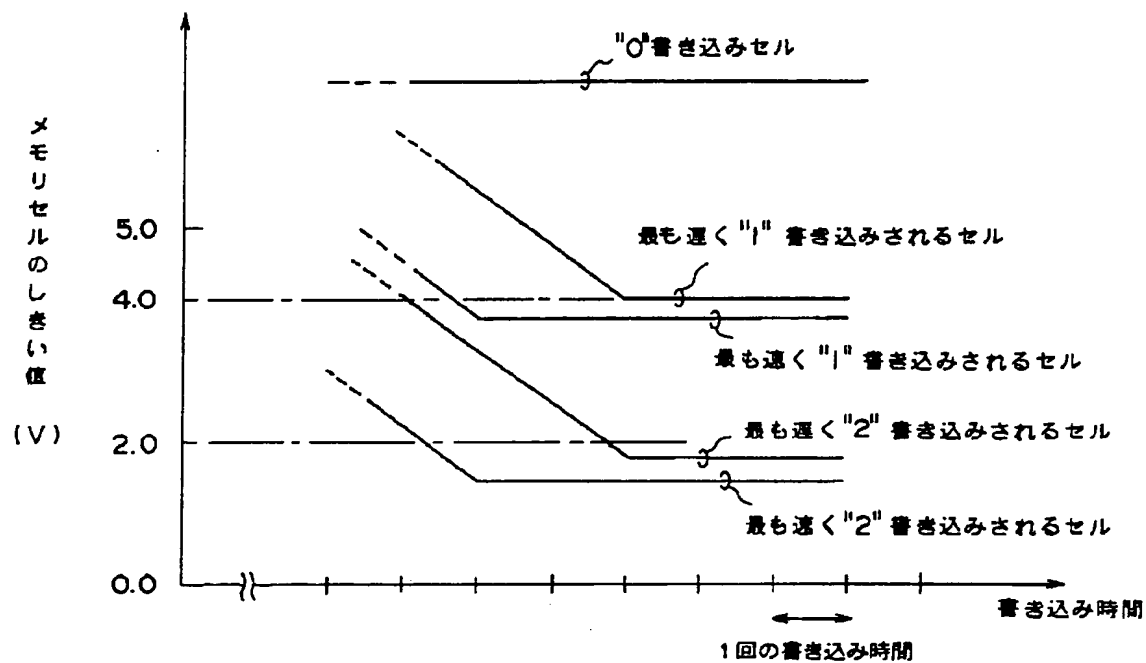 "0"書き込みセル
メモリセルのしきい値
(V)
5.0
最も遅く"1"書き込みされるセル
4.0
最も速く"1"書き込みされるセル
2.0
最も遅く"2"書き込みされるセル
最も速く"2"書き込みされるセル
0.0
書き込み時間
1回の書き込み時間